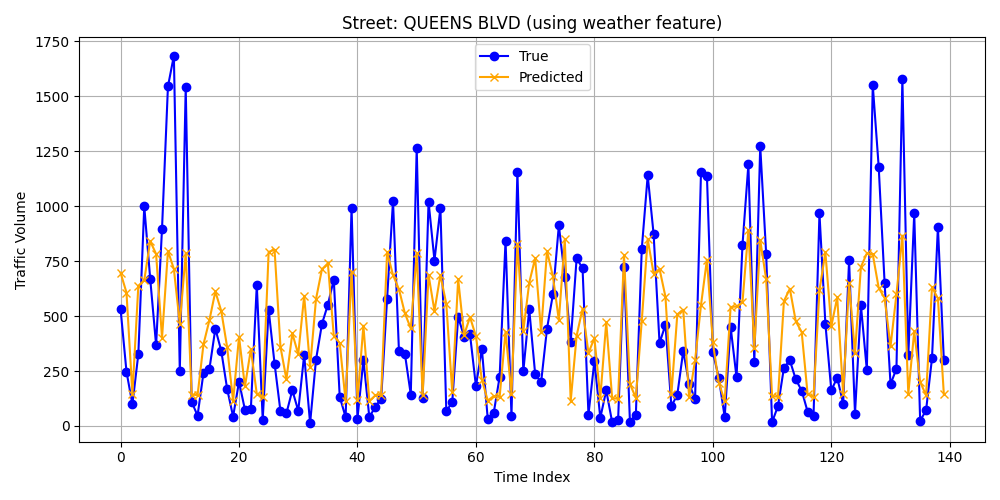 Street: QUEENS BLVD (using weather feature)
True
Predicted
Traffic Volume
1750
1500
1250
1000
750
500
250
0
0 20 40 60 80 100 120 140
Time Index